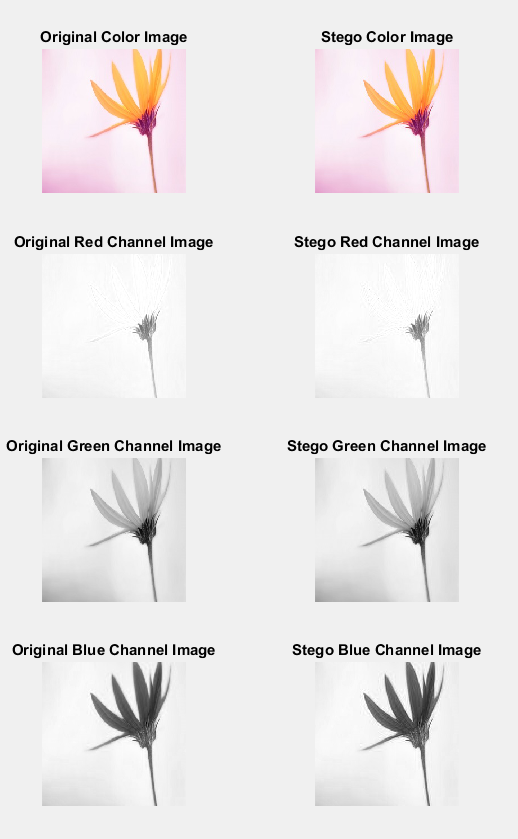 Original Color Image
Stego Color Image
Original Red Channel Image
Stego Red Channel Image
Original Green Channel Image
Stego Green Channel Image
Original Blue Channel Image
Stego Blue Channel Image